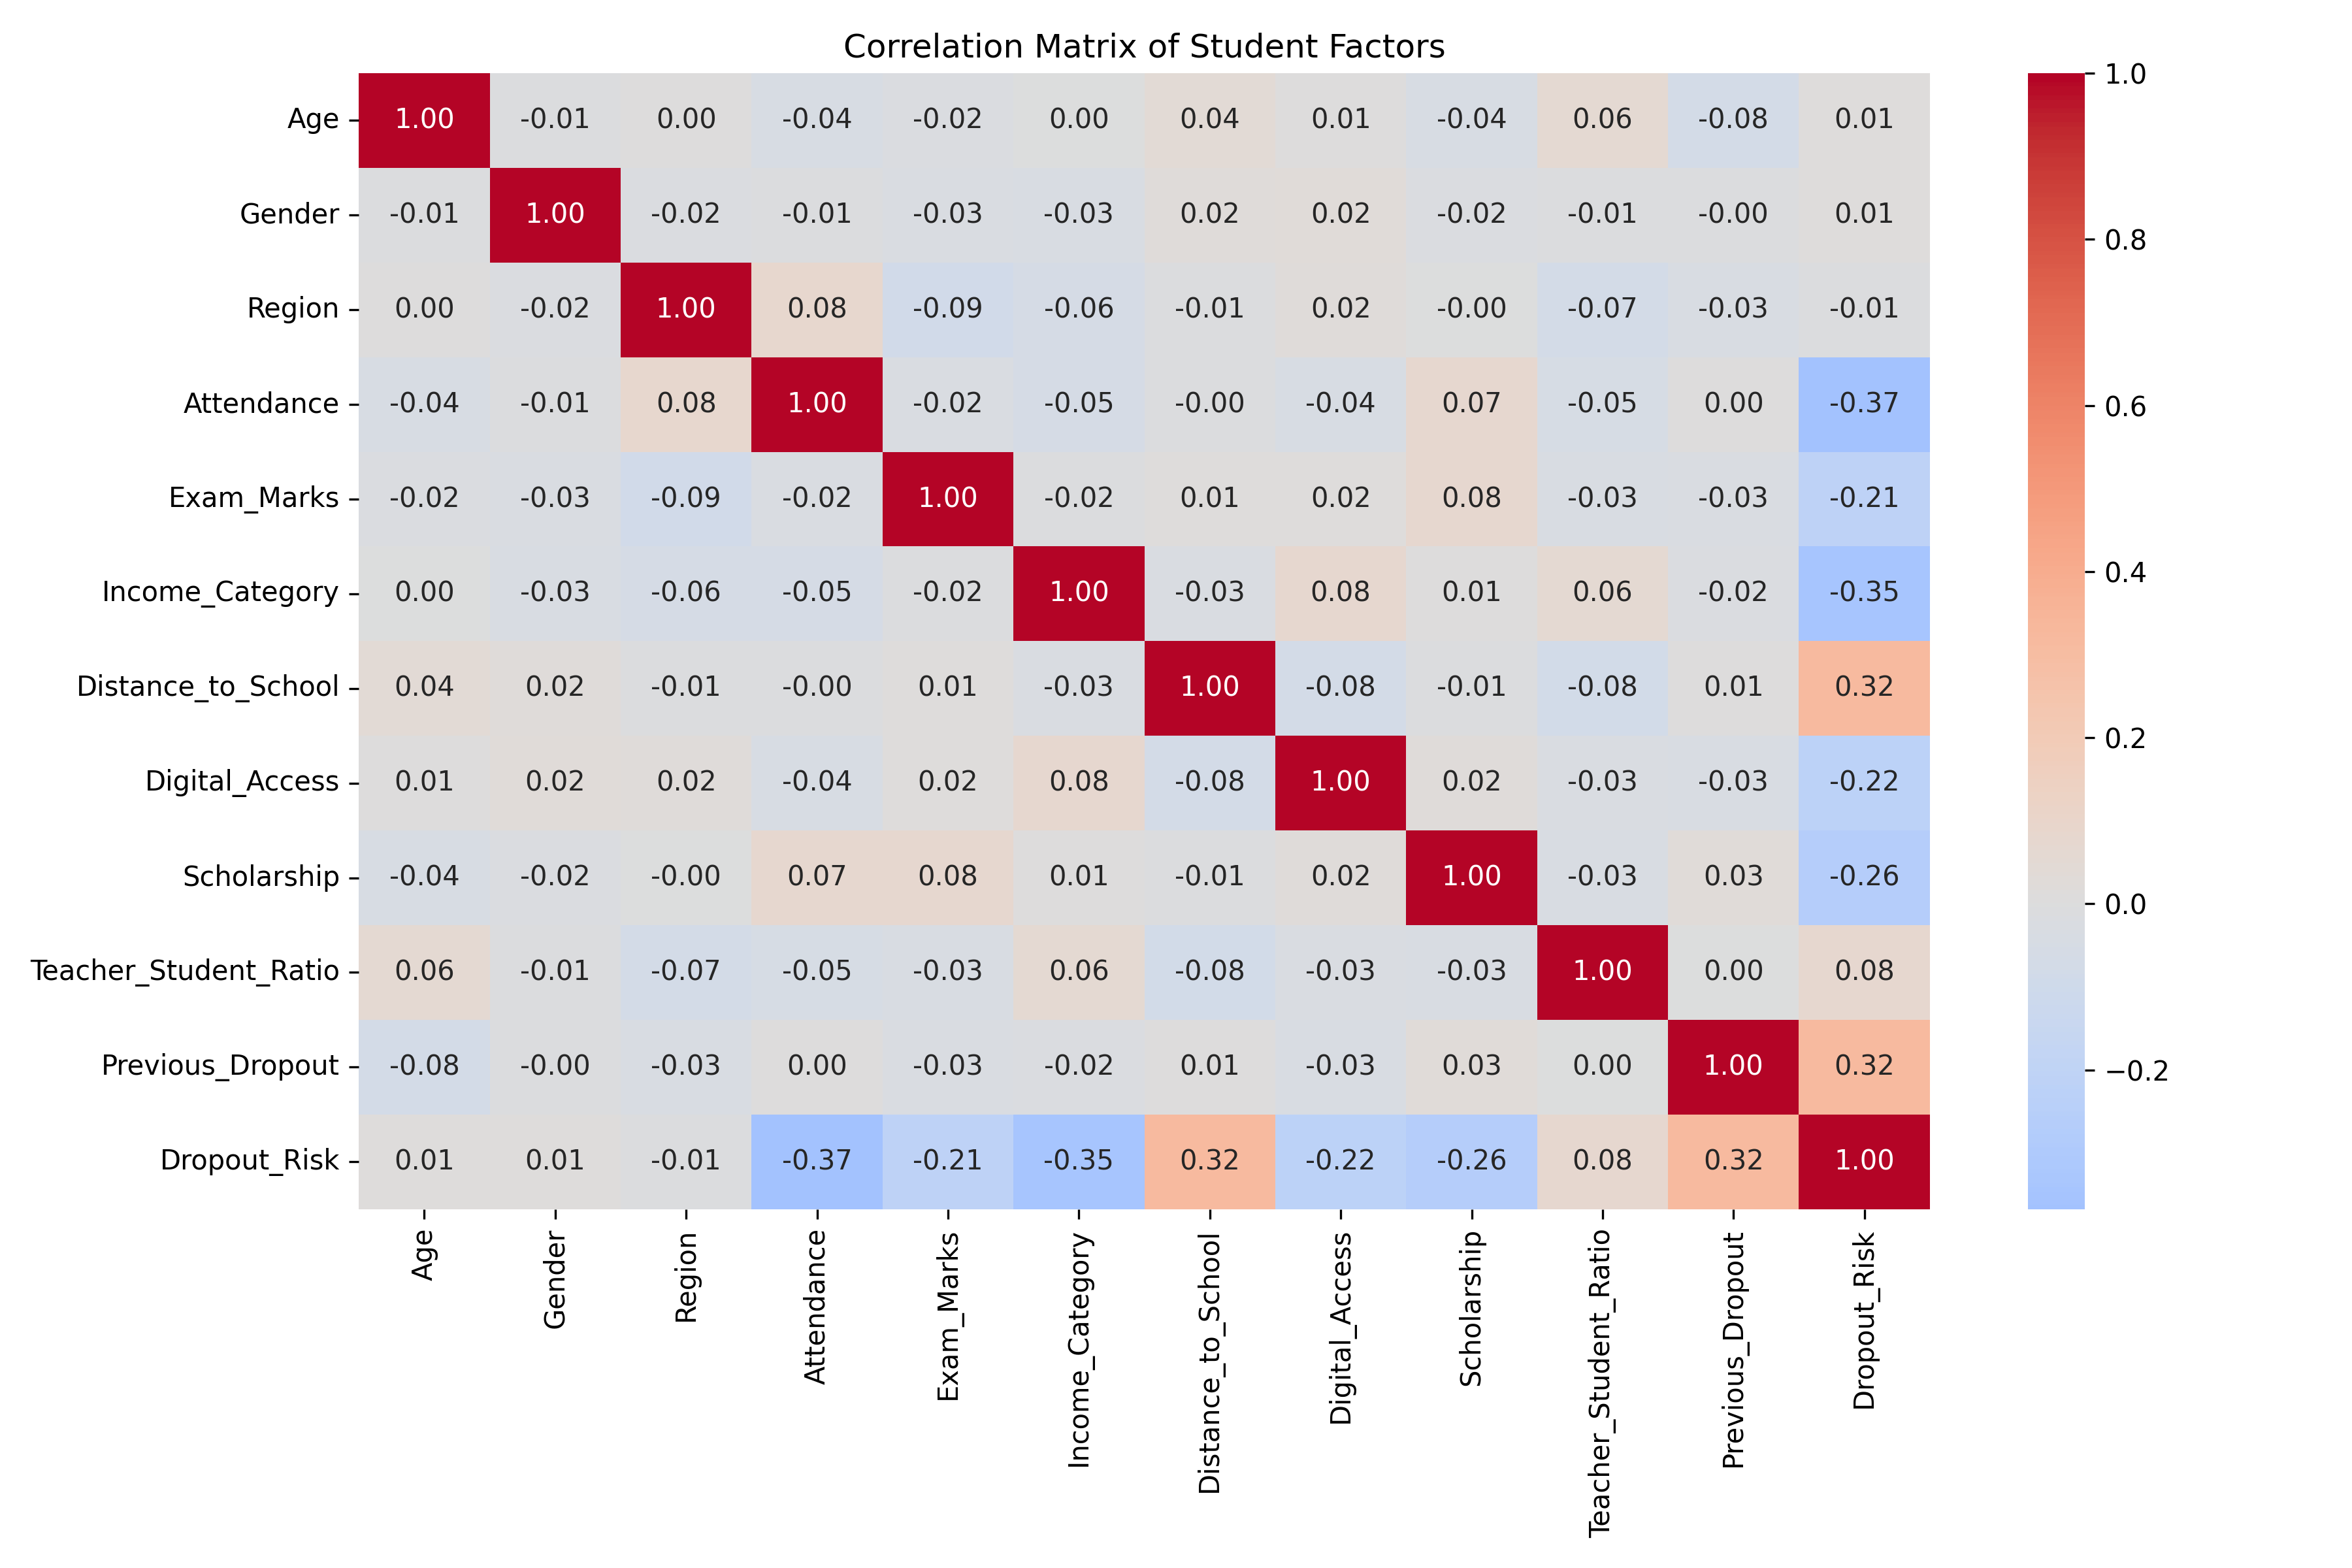 Correlation Matrix of Student Factors
Age 1.00 -0.01 0.00 -0.04 -0.02 0.00 0.04 0.01 -0.04 0.06 -0.08 0.01
Gender -0.01 1.00 -0.02 -0.01 -0.03 -0.03 0.02 0.02 -0.02 -0.01 -0.00 0.01
Region 0.00 -0.02 1.00 0.08 -0.09 -0.06 -0.01 0.02 -0.00 -0.07 -0.03 -0.01
Attendance -0.04 -0.01 0.08 1.00 -0.02 -0.05 -0.00 -0.04 0.07 -0.05 0.00 -0.37
Exam_Marks -0.02 -0.03 -0.09 -0.02 1.00 -0.02 0.01 0.02 0.08 -0.03 -0.03 -0.21
Income_Category 0.00 -0.03 -0.06 -0.05 -0.02 1.00 -0.03 0.08 0.01 0.06 -0.02 -0.35
Distance_to_School 0.04 0.02 -0.01 -0.00 0.01 -0.03 1.00 -0.08 -0.01 -0.08 0.01 0.32
Digital_Access 0.01 0.02 0.02 -0.04 0.02 0.08 -0.08 1.00 0.02 -0.03 -0.03 -0.22
Scholarship -0.04 -0.02 -0.00 0.07 0.08 0.01 -0.01 0.02 1.00 -0.03 0.03 -0.26
Teacher_Student_Ratio 0.06 -0.01 -0.07 -0.05 -0.03 0.06 -0.08 -0.03 -0.03 1.00 0.00 0.08
Previous_Dropout -0.08 -0.00 -0.03 0.00 -0.03 -0.02 0.01 -0.03 0.03 0.00 1.00 0.32
Dropout_Risk 0.01 0.01 -0.01 -0.37 -0.21 -0.35 0.32 -0.22 -0.26 0.08 0.32 1.00
Age
Gender
Region
Attendance
Exam_Marks
Income_Category
Distance_to_School
Digital_Access
Scholarship
Teacher_Student_Ratio
Previous_Dropout
Dropout_Risk
1.0
0.8
0.6
0.4
0.2
0.0
−0.2